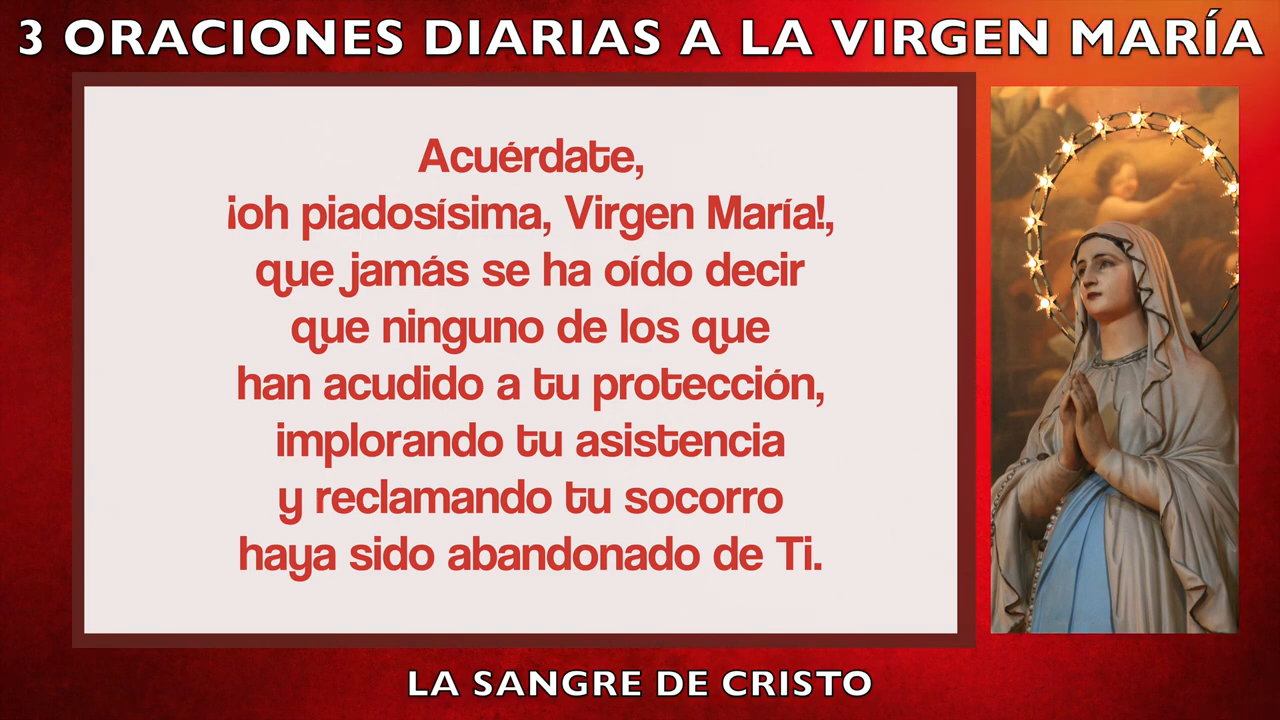 3 ORACIONES DIARIAS A LA VIRGEN MARÍA
Acuérdate,
¡oh piadosísima, Virgen María!,
que jamás se ha oído decir
que ninguno de los que
han acudido a tu protección,
implorando tu asistencia
y reclamando tu socorro
haya sido abandonado de Ti.
LA SANGRE DE CRISTO